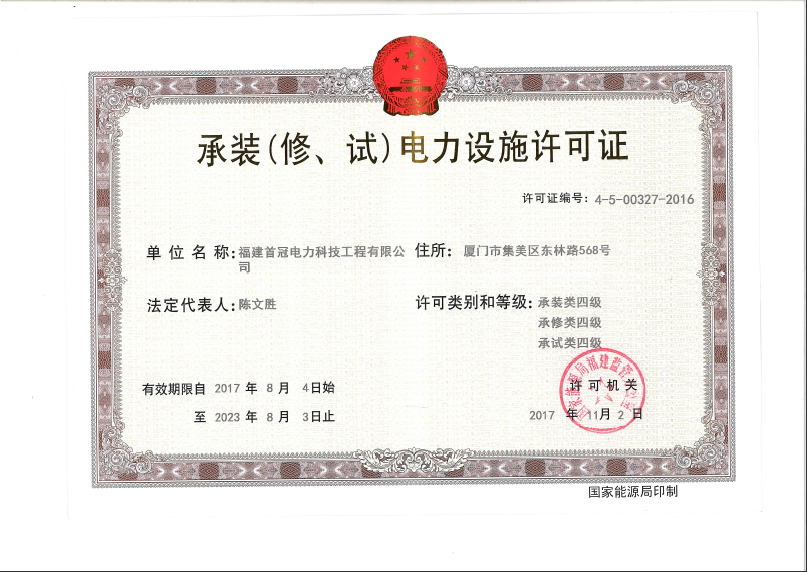 承装(修、试)电力设施许可证
许可证编号: 4-5-00327-2016
单位名称: 福建首冠电力科技工程有限公司
住所: 厦门市集美区东林路568号
法定代表人: 陈文胜
许可类别和等级: 承装类四级
承修类四级
承试类四级
有效期限自 2017 年 8 月 4日始
至 2023 年 8 月 3日止
许可机关
2017 年 11月 2 日
国家能源局印制